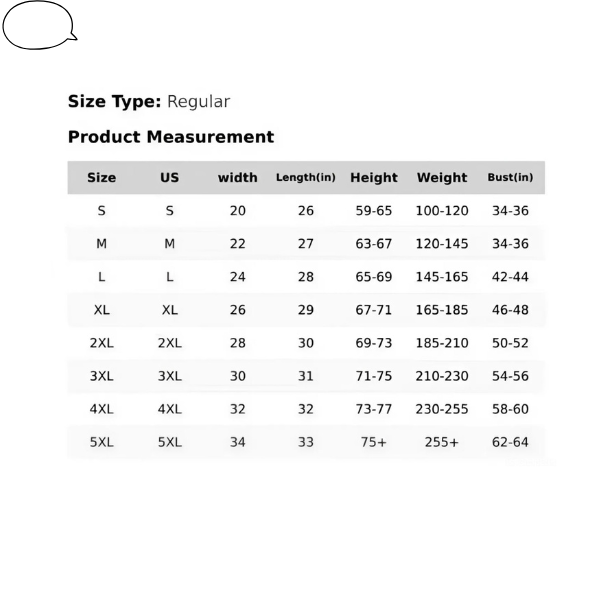 Size Type: Regular
Product Measurement
Size US width Length(in) Height Weight Bust(in)
S S 20 26 59-65 100-120 34-36
M M 22 27 63-67 120-145 34-36
L L 24 28 65-69 145-165 42-44
XL XL 26 29 67-71 165-185 46-48
2XL 2XL 28 30 69-73 185-210 50-52
3XL 3XL 30 31 71-75 210-230 54-56
4XL 4XL 32 32 73-77 230-255 58-60
5XL 5XL 34 33 75+ 255+ 62-64